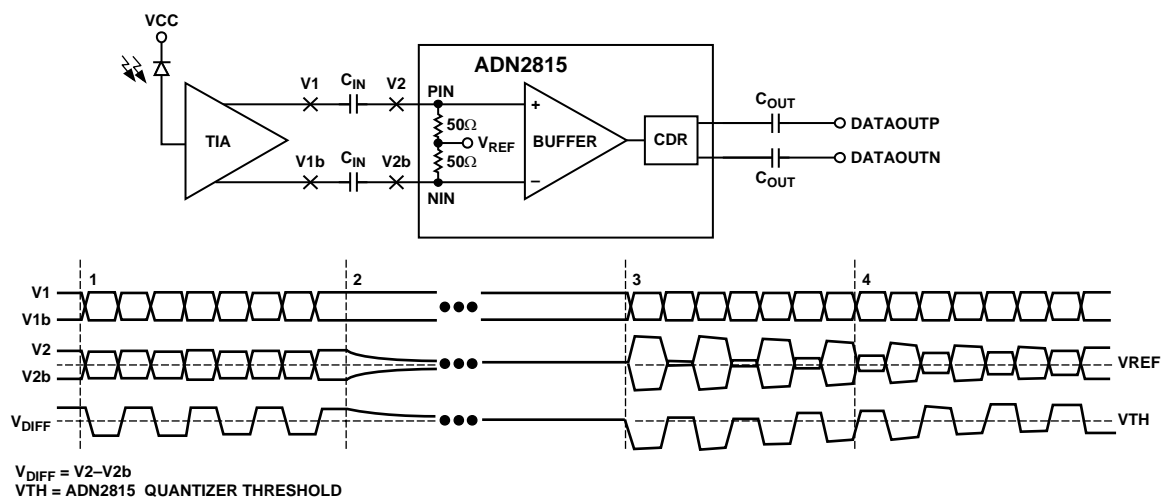 VCC
ADN2815
V1 C_IN V2 PIN
C_OUT
50Ω
DATAOUTP
TIA V_REF BUFFER CDR
50Ω
V1b C_IN V2b DATAOUTN
NIN
C_OUT
1 2 3 4
V1
V1b
V2
VREF
V2b
V_DIFF VTH
V_DIFF = V2–V2b
VTH = ADN2815 QUANTIZER THRESHOLD
+
−